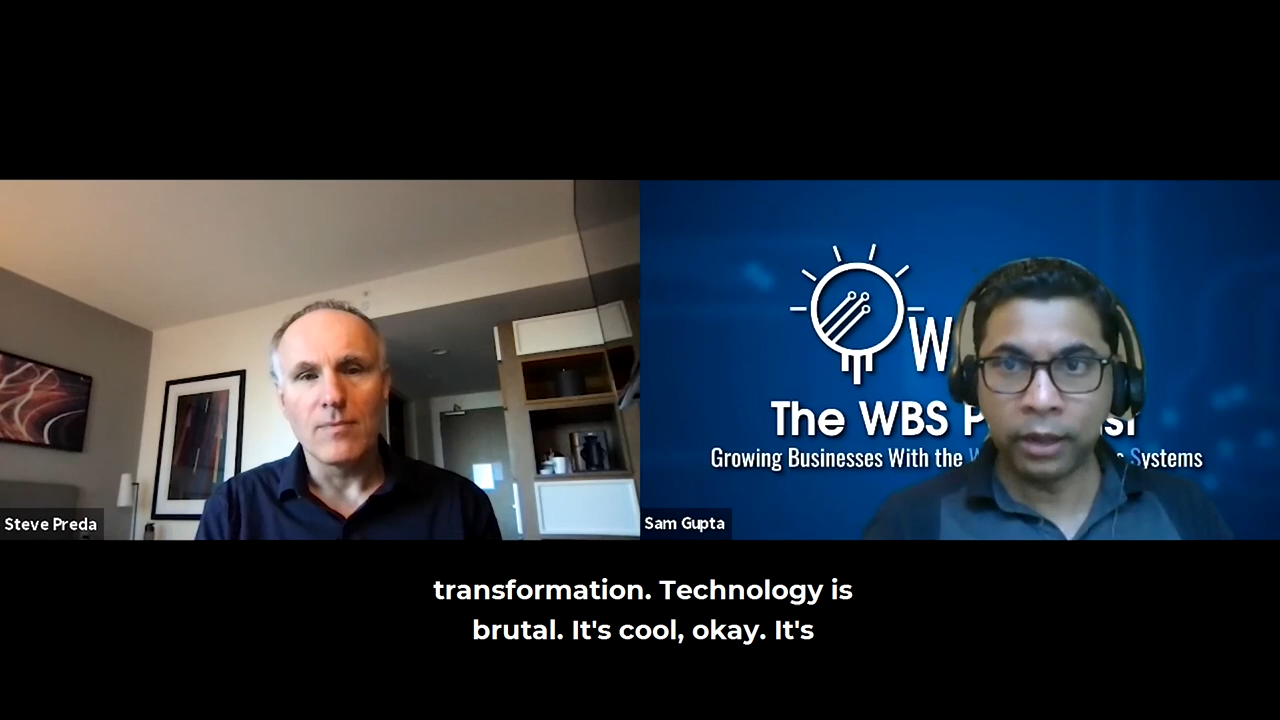 W
The WBS P
Growing Businesses With the
Systems
Steve Preda
Sam Gupta
transformation. Technology is
brutal. It's cool, okay. It's